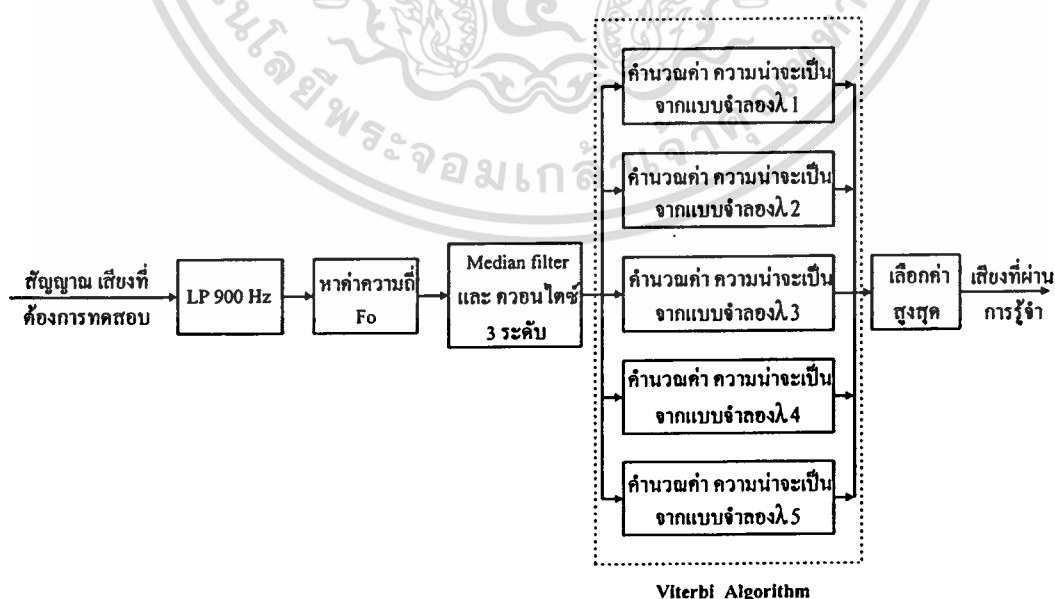 คำนวณค่า ความน่าจะเป็น
จากแบบจำลองλ 1
คำนวณค่า ความน่าจะเป็น
จากแบบจำลองλ 2
สัญญาณ เสียงที่
ต้องการทดสอบ
LP 900 Hz
หาค่าความถี่
Fo
Median filter
และ ควอนไตซ์
3 ระดับ
คำนวณค่า ความน่าจะเป็น
จากแบบจำลองλ 3
เลือกค่า
สูงสุด
เสียงที่ผ่าน
การรู้จำ
คำนวณค่า ความน่าจะเป็น
จากแบบจำลองλ 4
คำนวณค่า ความน่าจะเป็น
จากแบบจำลองλ 5
Viterbi Algorithm